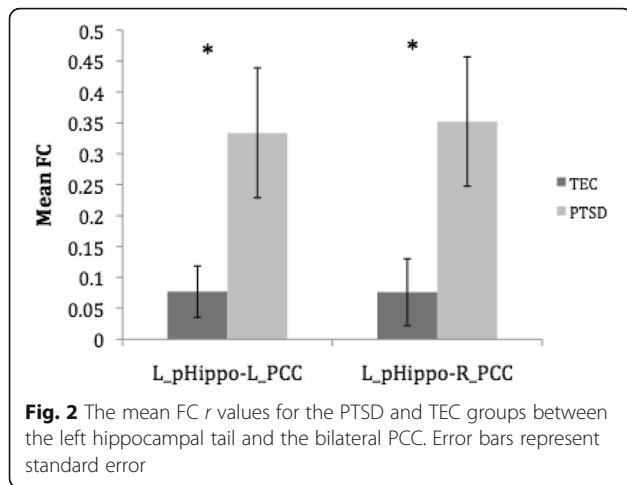 0.5
0.45
0.4
0.35
0.3
0.25
0.2
0.15
0.1
0.05
0
Mean FC
* *
TEC
PTSD
L_pHippo-L_PCC L_pHippo-R_PCC
Fig. 2 The mean FC r values for the PTSD and TEC groups between
the left hippocampal tail and the bilateral PCC. Error bars represent
standard error